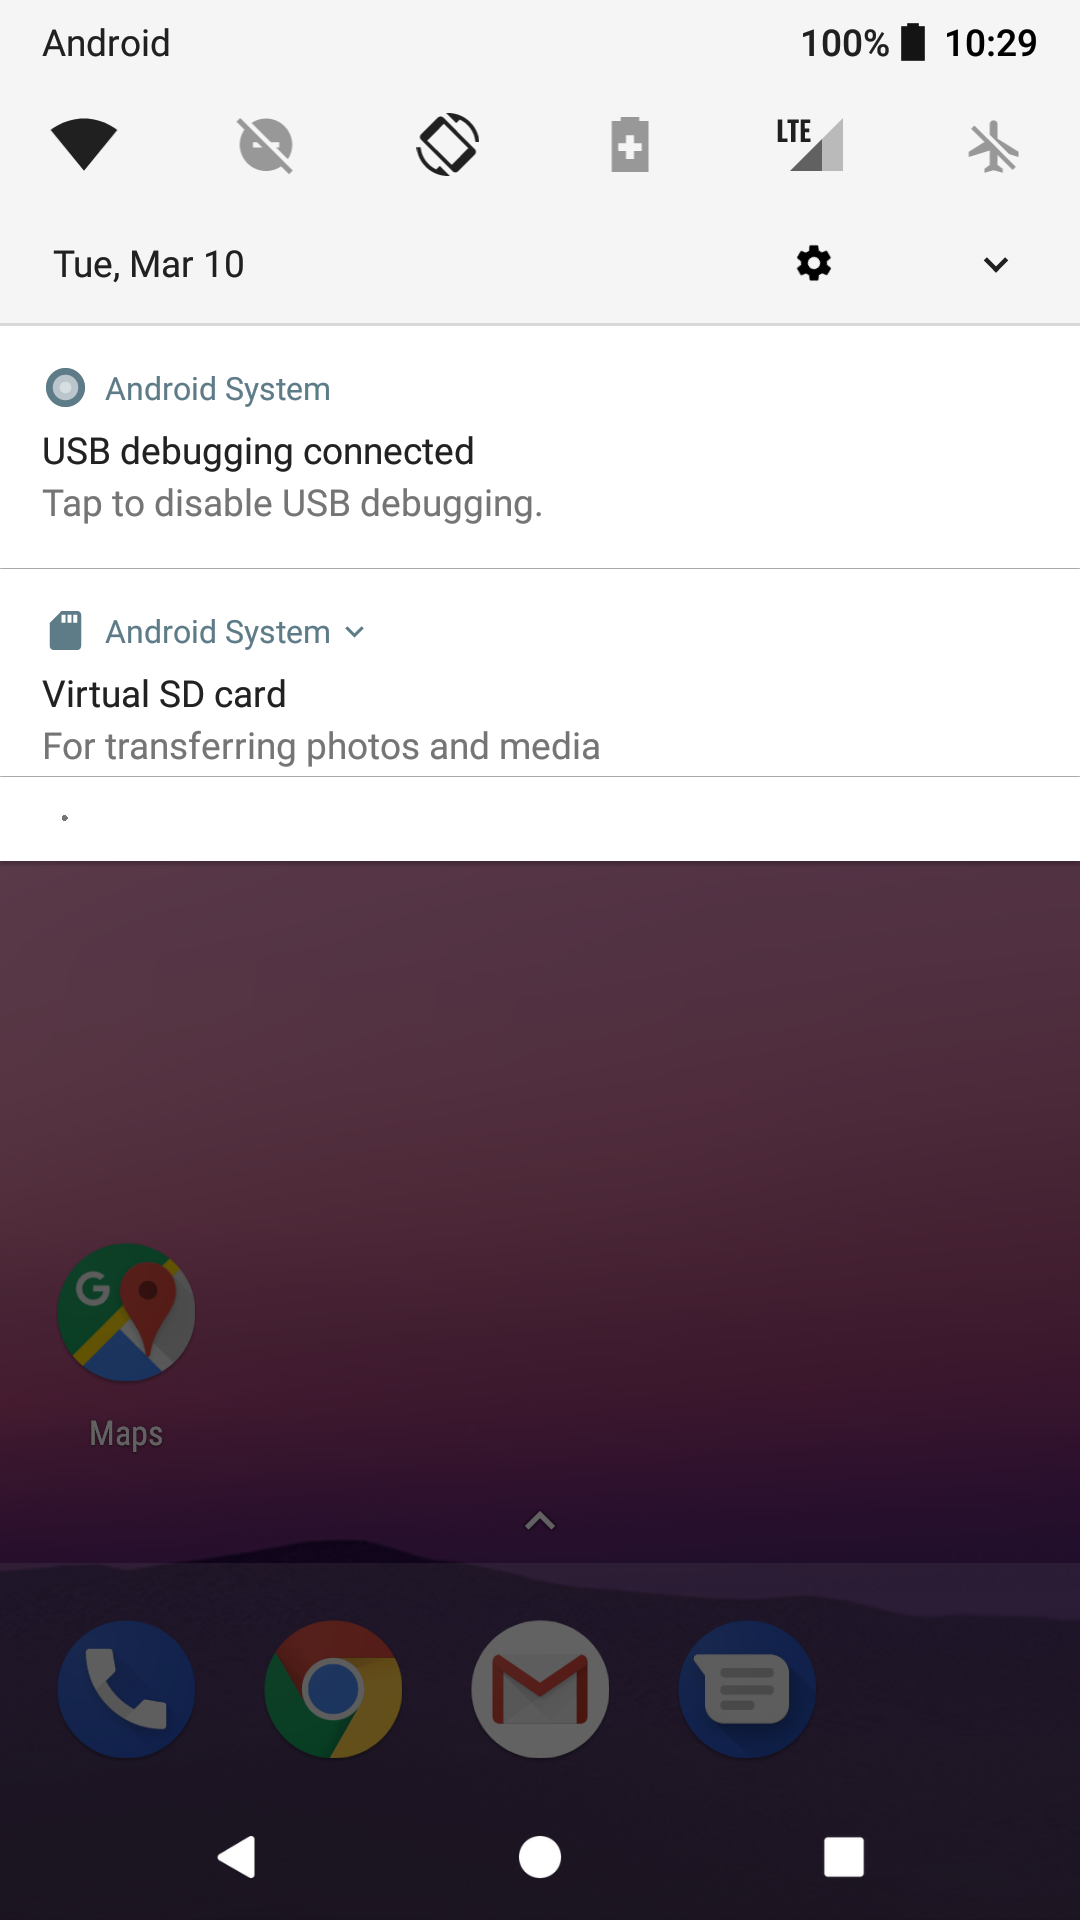 Android 100% 10:29
LTE
Tue, Mar 10
Android System
USB debugging connected
Tap to disable USB debugging.
Android System
Virtual SD card
For transferring photos and media
G
Maps